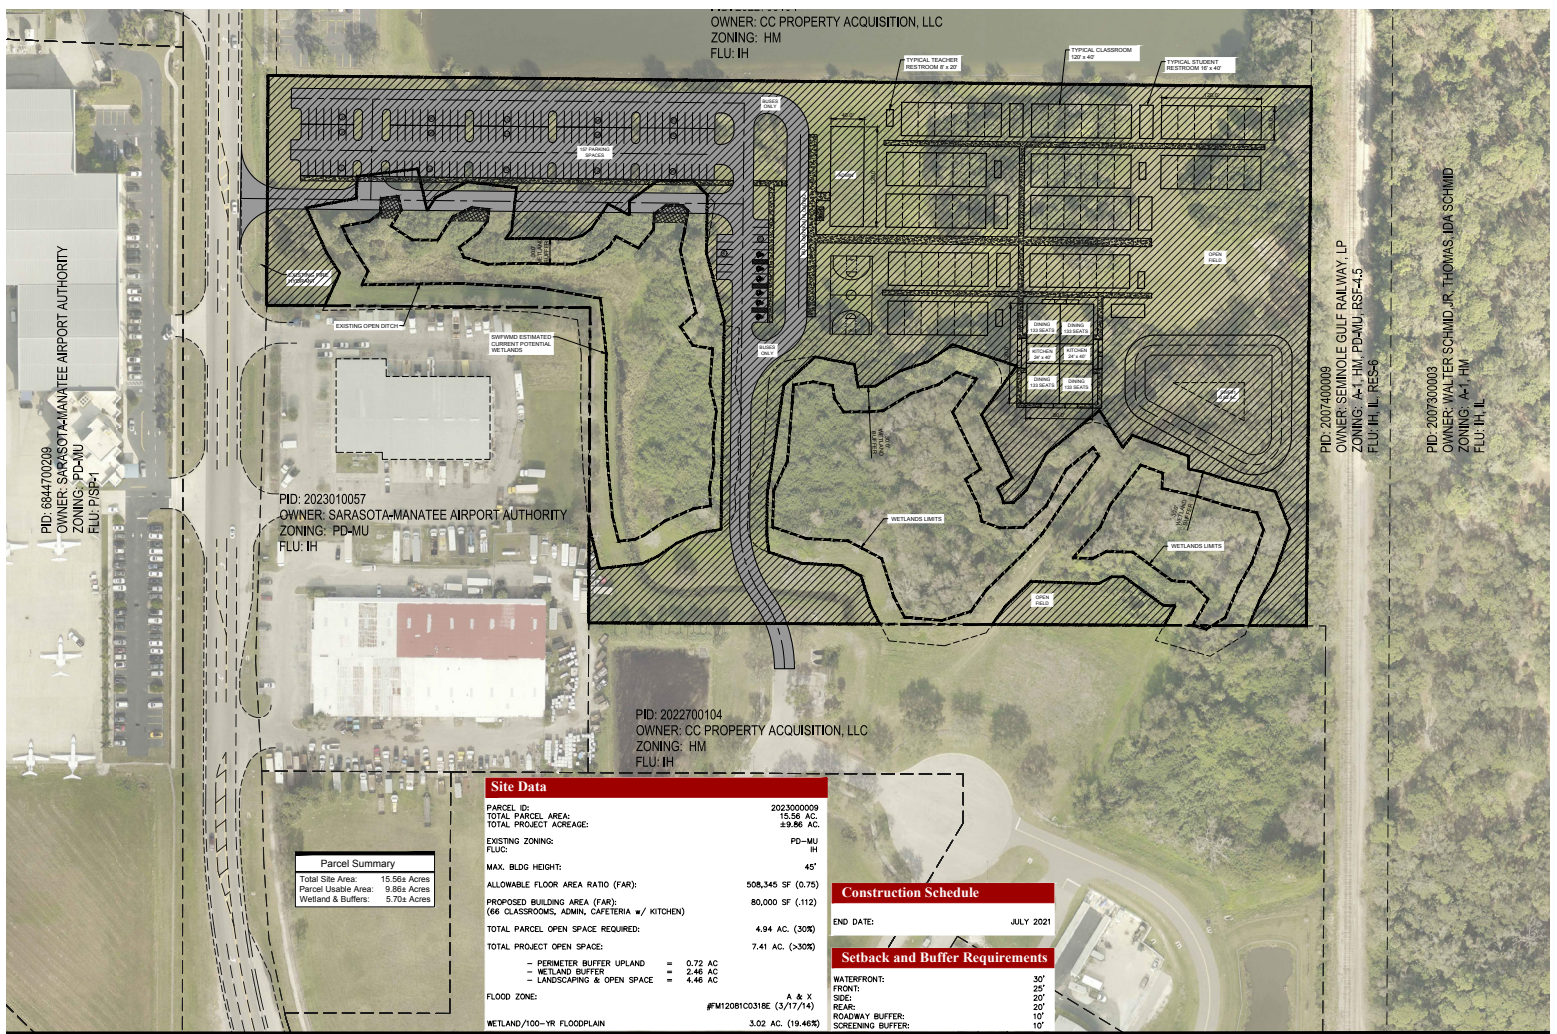 OWNER: CC PROPERTY ACQUISITION, LLC
ZONING: HM
FLU: IH
TYPICAL TEACHER
RESTROOM 8' x 20'
TYPICAL CLASSROOM
120' x 40'
TYPICAL STUDENT
RESTROOM 16' x 40'
BUSES
ONLY
157 PARKING
SPACES
OPEN
FIELD
EXISTING FIRE
HYDRANT
EXISTING OPEN DITCH
SWFWMD ESTIMATED
CURRENT POTENTIAL
WETLANDS
BUSES
ONLY
DINING
133 SEATS
DINING
133 SEATS
KITCHEN
24' x 40'
KITCHEN
24' x 40'
DINING
133 SEATS
DINING
133 SEATS
WETLANDS LIMITS
WETLANDS LIMITS
OPEN
FIELD
PID: 6844700209
OWNER: SARASOTA-MANATEE AIRPORT AUTHORITY
ZONING: PD-MU
FLU: P/SP-1
PID: 2023010057
OWNER: SARASOTA-MANATEE AIRPORT AUTHORITY
ZONING: PD-MU
FLU: IH
PID: 2007400009
OWNER: SEMINOLE GULF RAILWAY, LP
ZONING: A-1, HM, PD-MU, RSF-4.5
FLU: IH, IL, RES-6
PID: 2007300003
OWNER: WALTER SCHMID, JR, THOMAS, IDA SCHMID
ZONING: A-1, HM
FLU: IH, IL
PID: 2022700104
OWNER: CC PROPERTY ACQUISITION, LLC
ZONING: HM
FLU: IH
Parcel Summary
Total Site Area: 15.56± Acres
Parcel Usable Area: 9.86± Acres
Wetland & Buffers: 5.70± Acres
Site Data
PARCEL ID: 2023000009
TOTAL PARCEL AREA: 15.56 AC.
TOTAL PROJECT ACREAGE: ±9.86 AC.
EXISTING ZONING: PD-MU
FLUC: IH
MAX. BLDG HEIGHT: 45'
ALLOWABLE FLOOR AREA RATIO (FAR): 508,345 SF (0.75)
PROPOSED BUILDING AREA (FAR): 80,000 SF (.112)
(66 CLASSROOMS, ADMIN, CAFETERIA w/ KITCHEN)
TOTAL PARCEL OPEN SPACE REQUIRED: 4.94 AC. (30%)
TOTAL PROJECT OPEN SPACE: 7.41 AC. (>30%)
- PERIMETER BUFFER UPLAND = 0.72 AC
- WETLAND BUFFER = 2.46 AC
- LANDSCAPING & OPEN SPACE = 4.46 AC
FLOOD ZONE: A & X
#FM12081C0318E (3/17/14)
WETLAND/100-YR FLOODPLAIN 3.02 AC. (19.46%)
Construction Schedule
END DATE: JULY 2021
Setback and Buffer Requirements
WATERFRONT: 30'
FRONT: 25'
SIDE: 20'
REAR: 20'
ROADWAY BUFFER: 10'
SCREENING BUFFER: 10'